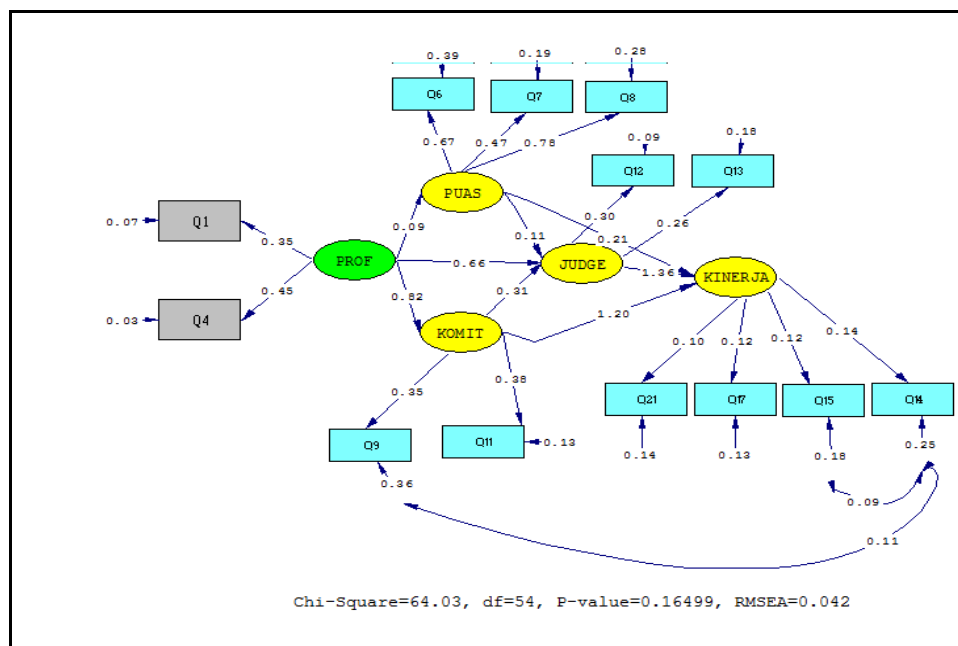 0.39
0.19
0.28
Q6
Q7
Q8
0.67
0.47
0.78
0.09
0.18
Q12
Q13
PUAS
0.07
Q1
0.35
0.09
0.11
0.30
0.21
0.26
PROF
0.66
JUDGE
1.36
KINERJA
0.45
0.03
Q4
0.82
0.31
KOMIT
1.20
0.10
0.12
0.12
0.14
0.35
0.38
Q21
Q17
Q15
Q14
Q9
Q11
0.13
0.14
0.13
0.18
0.25
0.36
0.09
0.11
Chi-Square=64.03, df=54, P-value=0.16499, RMSEA=0.042